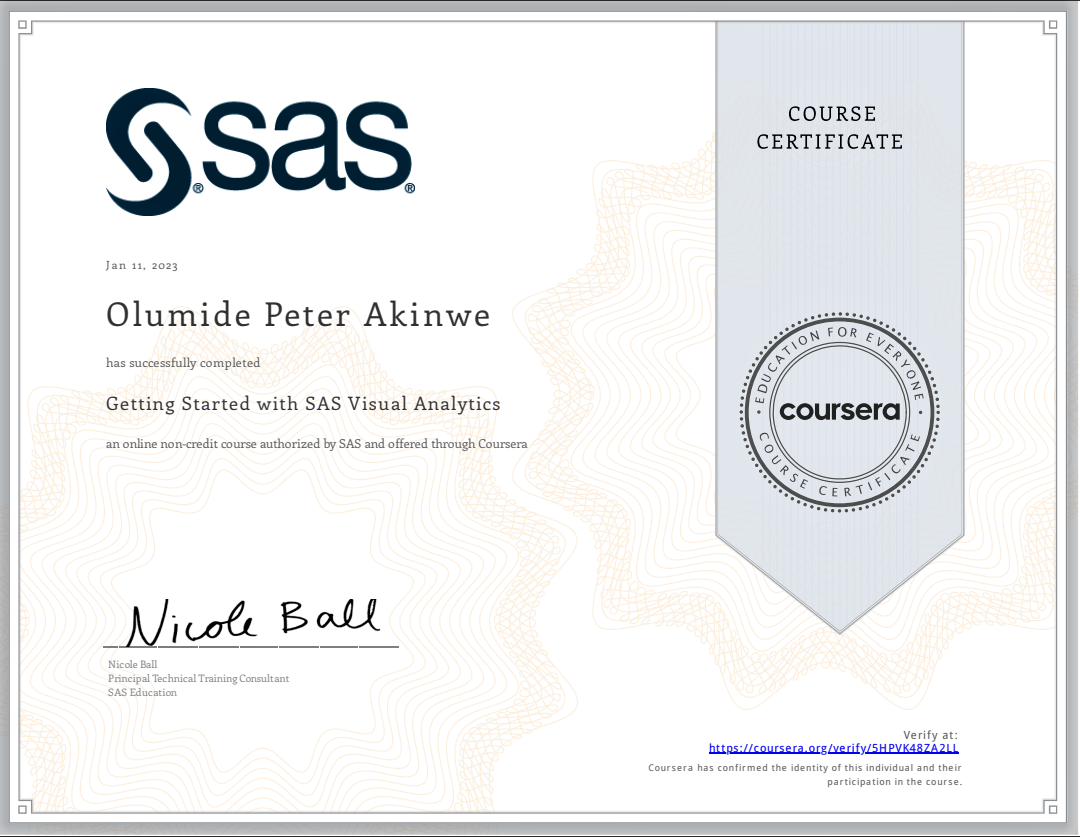 sas
®
®
COURSE
CERTIFICATE
Jan 11, 2023
Olumide Peter Akinwe
has successfully completed
Getting Started with SAS Visual Analytics
an online non-credit course authorized by SAS and offered through Coursera
EDUCATION FOR EVERYONE
coursera
COURSE CERTIFICATE
Nicole Ball
Nicole Ball
Principal Technical Training Consultant
SAS Education
Verify at:
https://coursera.org/verify/5HPVK48ZA2LL
Coursera has confirmed the identity of this individual and their
participation in the course.